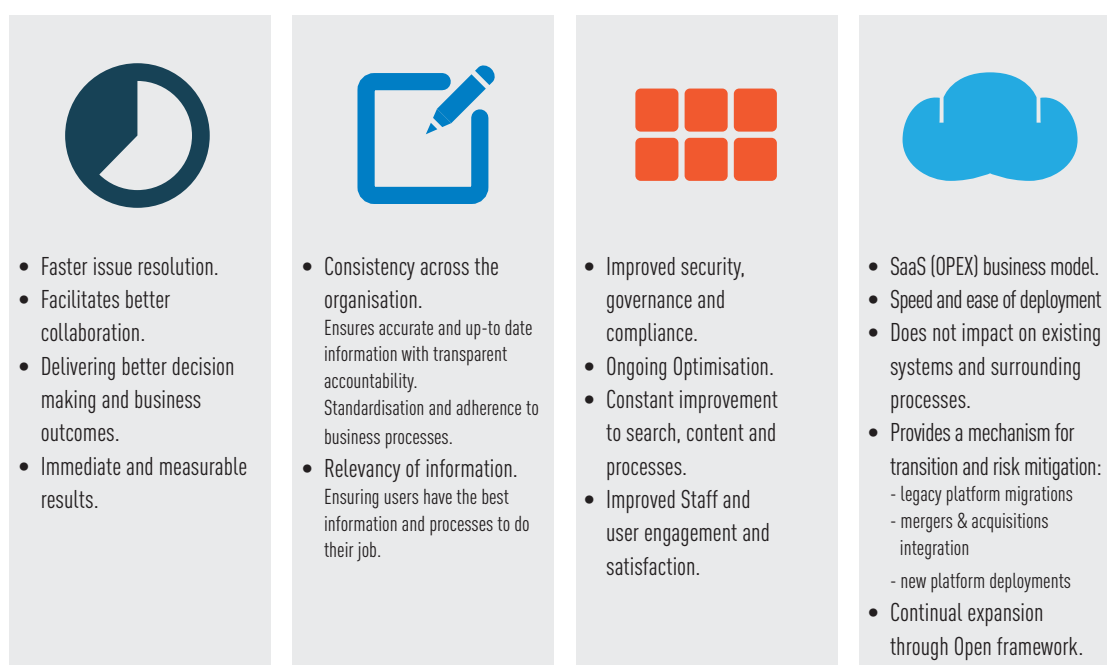 • Faster issue resolution.
• Facilitates better
collaboration.
• Delivering better decision
making and business
outcomes.
• Immediate and measurable
results.
• Consistency across the
organisation.
Ensures accurate and up-to date
information with transparent
accountability.
Standardisation and adherence to
business processes.
• Relevancy of information.
Ensuring users have the best
information and processes to do
their job.
• Improved security,
governance and
compliance.
• Ongoing Optimisation.
• Constant improvement
to search, content and
processes.
• Improved Staff and
user engagement and
satisfaction.
• SaaS (OPEX) business model.
• Speed and ease of deployment
• Does not impact on existing
systems and surrounding
processes.
• Provides a mechanism for
transition and risk mitigation:
- legacy platform migrations
- mergers & acquisitions
integration
- new platform deployments
• Continual expansion
through Open framework.